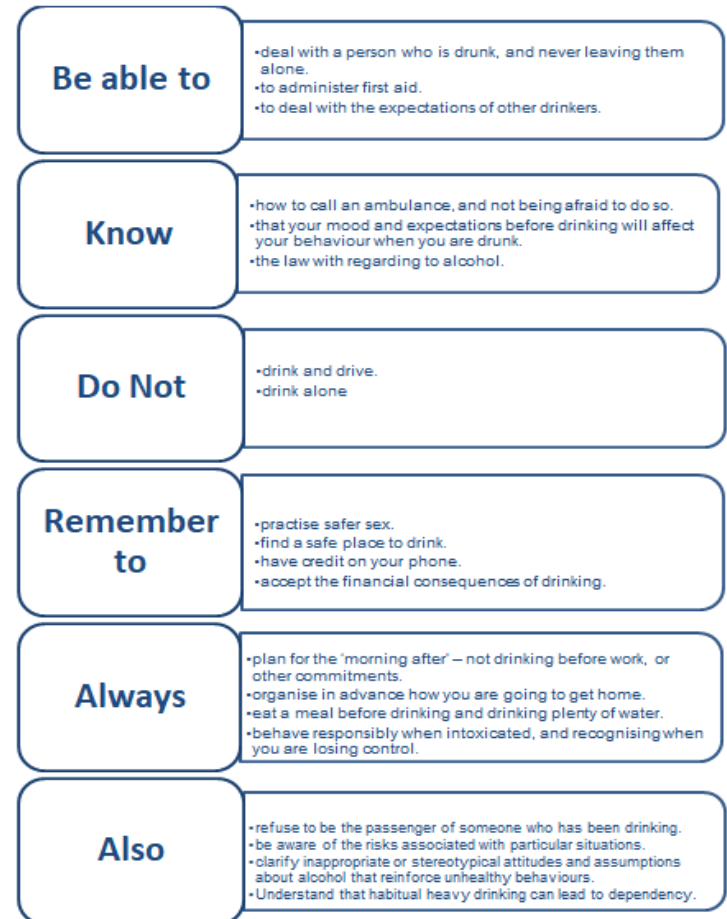 Be able to
•deal with a person who is drunk, and never leaving them
alone.
•to administer first aid.
•to deal with the expectations of other drinkers.
Know
•how to call an ambulance, and not being afraid to do so.
•that your mood and expectations before drinking will affect
your behaviour when you are drunk.
•the law with regarding to alcohol.
Do Not
•drink and drive.
•drink alone
Remember
to
•practise safer sex.
•find a safe place to drink.
•have credit on your phone.
•accept the financial consequences of drinking.
Always
•plan for the 'morning after' – not drinking before work, or
other commitments.
•organise in advance how you are going to get home.
•eat a meal before drinking and drinking plenty of water.
•behave responsibly when intoxicated, and recognising when
you are losing control.
Also
•refuse to be the passenger of someone who has been drinking.
•be aware of the risks associated with particular situations.
•clarify inappropriate or stereotypical attitudes and assumptions
about alcohol that reinforce unhealthy behaviours.
•Understand that habitual heavy drinking can lead to dependency.